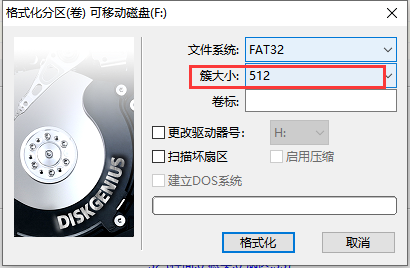 格式化分区(卷) 可移动磁盘(F:)
文件系统: FAT32
簇大小: 512
卷标:
更改驱动器号: H:
扫描坏扇区 启用压缩
建立DOS系统
DISKGENIUS
格式化 取消